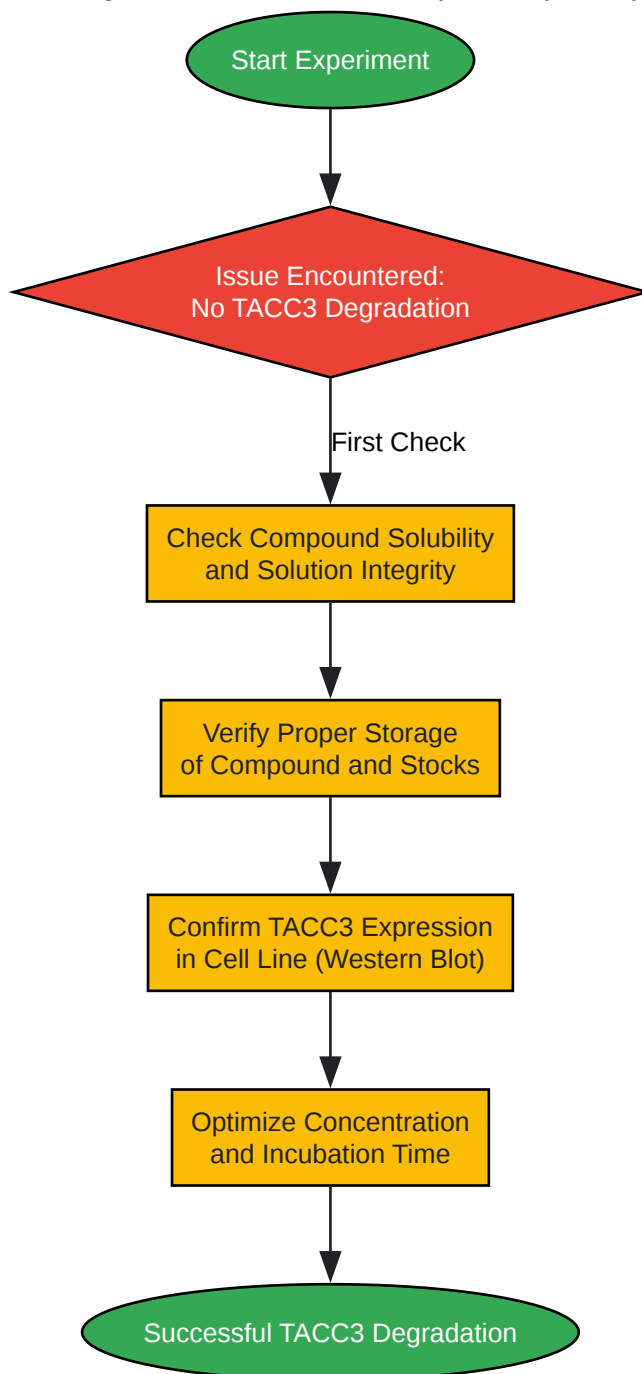 Start Experiment
Issue Encountered:
No TACC3 Degradation
First Check
Check Compound Solubility
and Solution Integrity
Verify Proper Storage
of Compound and Stocks
Confirm TACC3 Expression
in Cell Line (Western Blot)
Optimize Concentration
and Incubation Time
Successful TACC3 Degradation